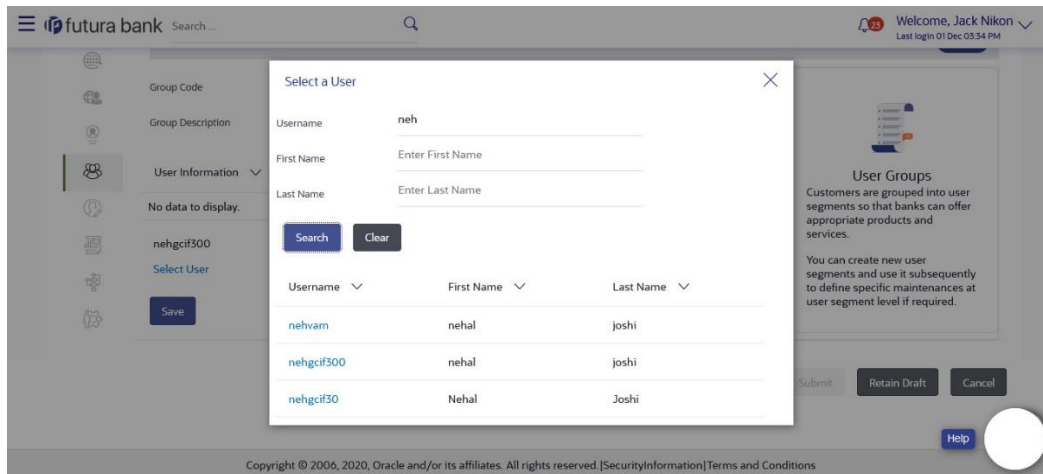 futura bank Search ...
23
Welcome, Jack Nikon
Last login 01 Dec 03:34 PM
Group Code
Group Description
User Information
No data to display.
nehgcif300
Select User
Save
Select a User
Username neh
First Name Enter First Name
Last Name Enter Last Name
Search Clear
Username First Name Last Name
nehvam nehal joshi
nehgcif300 nehal joshi
nehgcif30 Nehal Joshi
User Groups
Customers are grouped into user
segments so that banks can offer
appropriate products and
services.
You can create new user
segments and use it subsequently
to define specific maintenances at
user segment level if required.
Submit Retain Draft Cancel
Help
Copyright © 2006, 2020, Oracle and/or its affiliates. All rights reserved.|SecurityInformation|Terms and Conditions